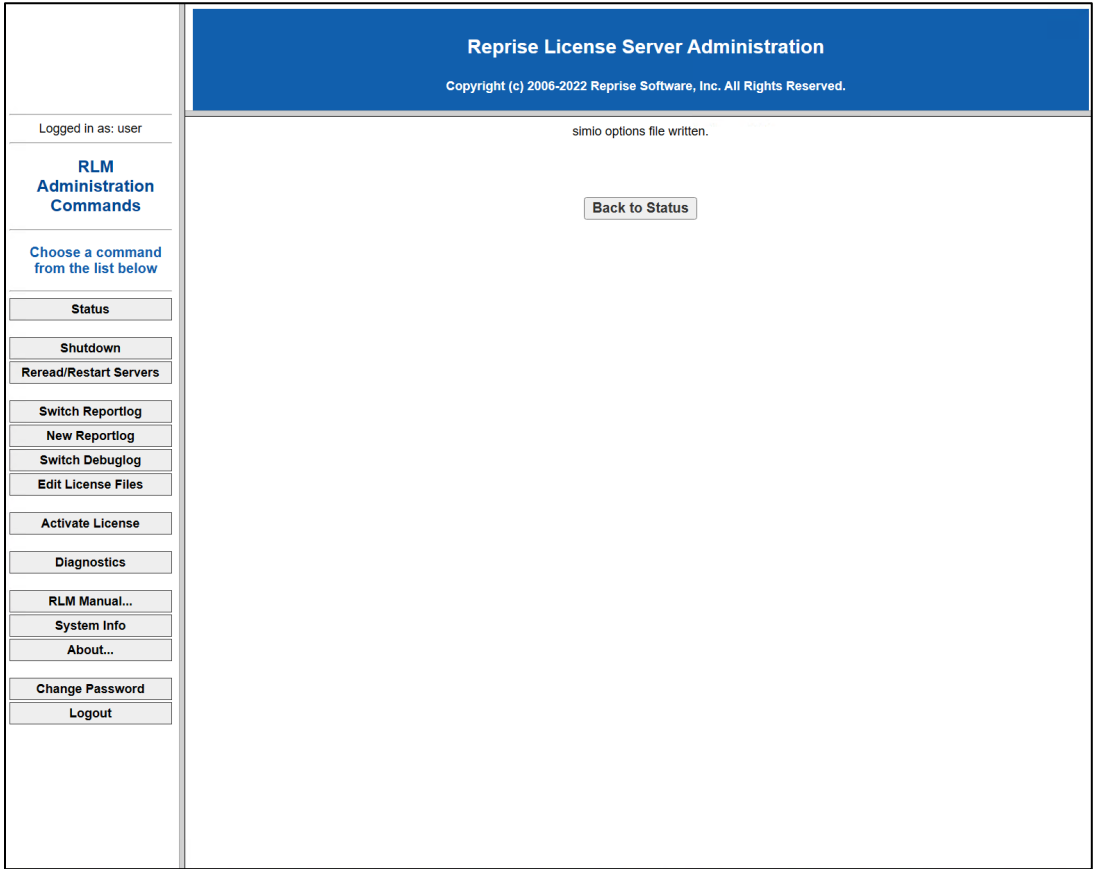 Reprise License Server Administration
Copyright (c) 2006-2022 Reprise Software, Inc. All Rights Reserved.
Logged in as: user
RLM
Administration
Commands
Choose a command
from the list below
Status
Shutdown
Reread/Restart Servers
Switch Reportlog
New Reportlog
Switch Debuglog
Edit License Files
Activate License
Diagnostics
RLM Manual...
System Info
About...
Change Password
Logout
simio options file written.
Back to Status